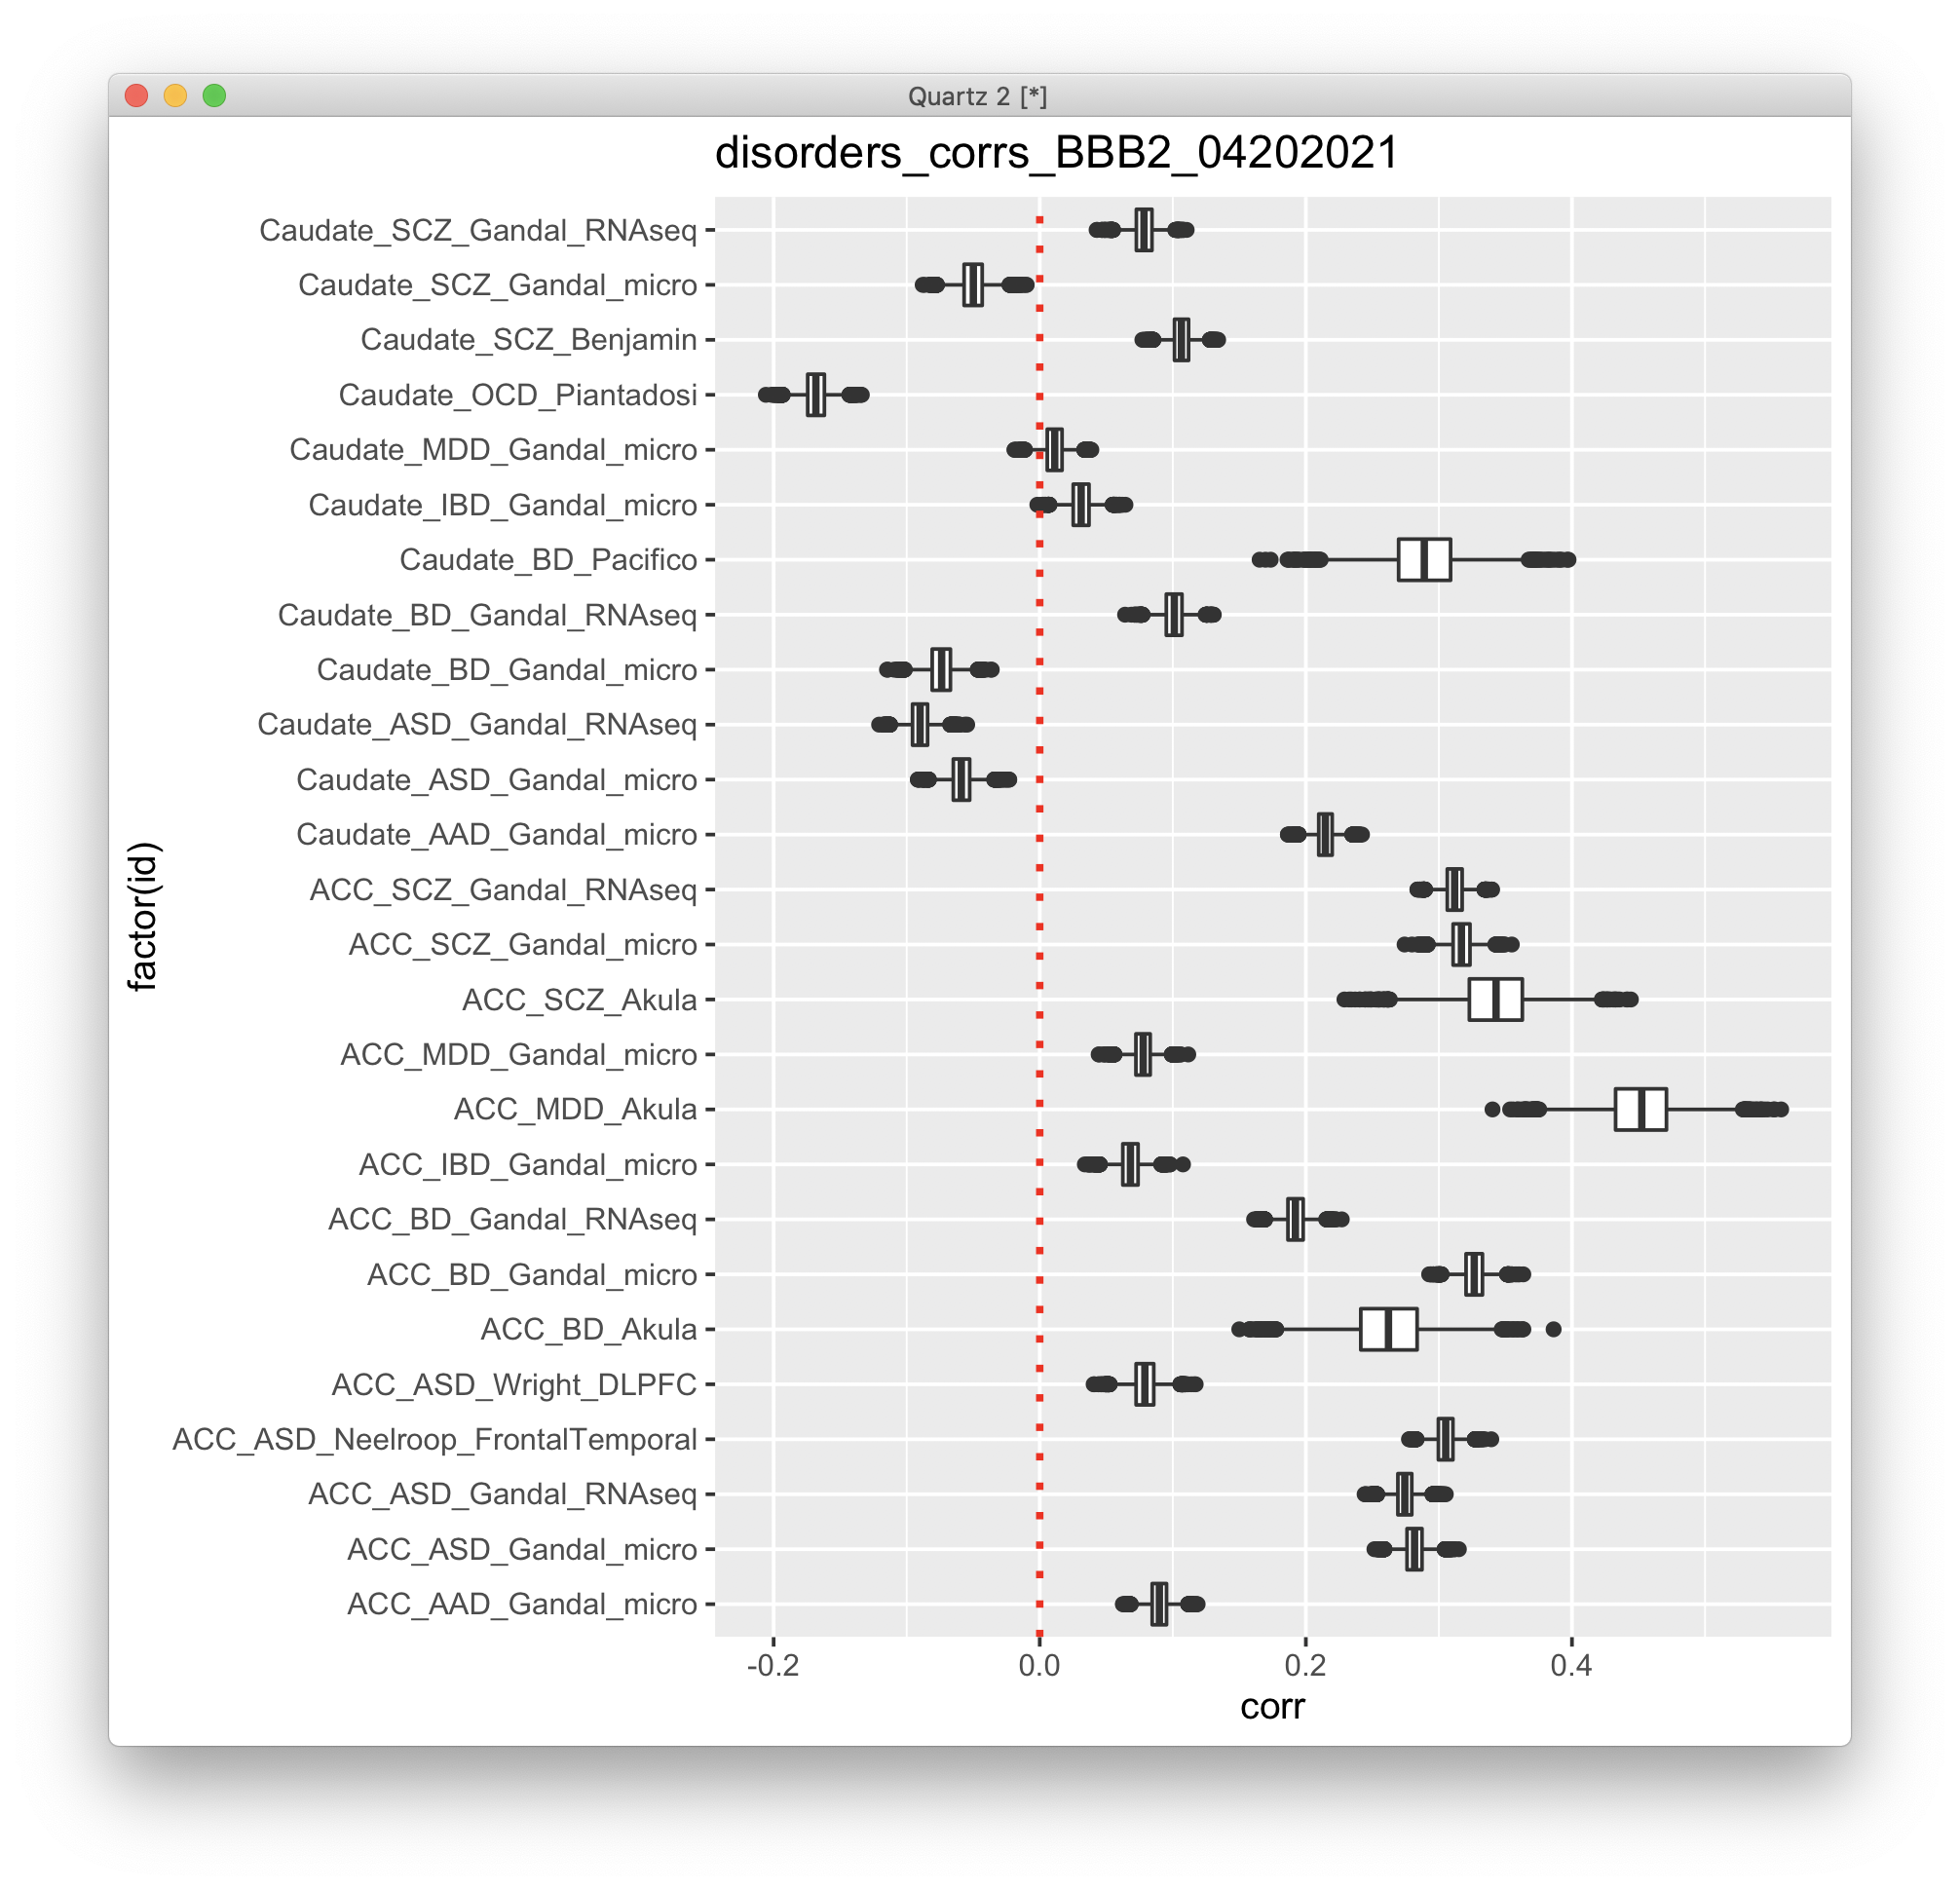 Quartz 2 [*]
disorders_corrs_BBB2_04202021
Caudate_SCZ_Gandal_RNAseq
Caudate_SCZ_Gandal_micro
Caudate_SCZ_Benjamin
Caudate_OCD_Piantadosi
Caudate_MDD_Gandal_micro
Caudate_IBD_Gandal_micro
Caudate_BD_Pacifico
Caudate_BD_Gandal_RNAseq
Caudate_BD_Gandal_micro
Caudate_ASD_Gandal_RNAseq
Caudate_ASD_Gandal_micro
Caudate_AAD_Gandal_micro
ACC_SCZ_Gandal_RNAseq
ACC_SCZ_Gandal_micro
ACC_SCZ_Akula
ACC_MDD_Gandal_micro
ACC_MDD_Akula
ACC_IBD_Gandal_micro
ACC_BD_Gandal_RNAseq
ACC_BD_Gandal_micro
ACC_BD_Akula
ACC_ASD_Wright_DLPFC
ACC_ASD_Neelroop_FrontalTemporal
ACC_ASD_Gandal_RNAseq
ACC_ASD_Gandal_micro
ACC_AAD_Gandal_micro
factor(id)
-0.2 0.0 0.2 0.4
corr